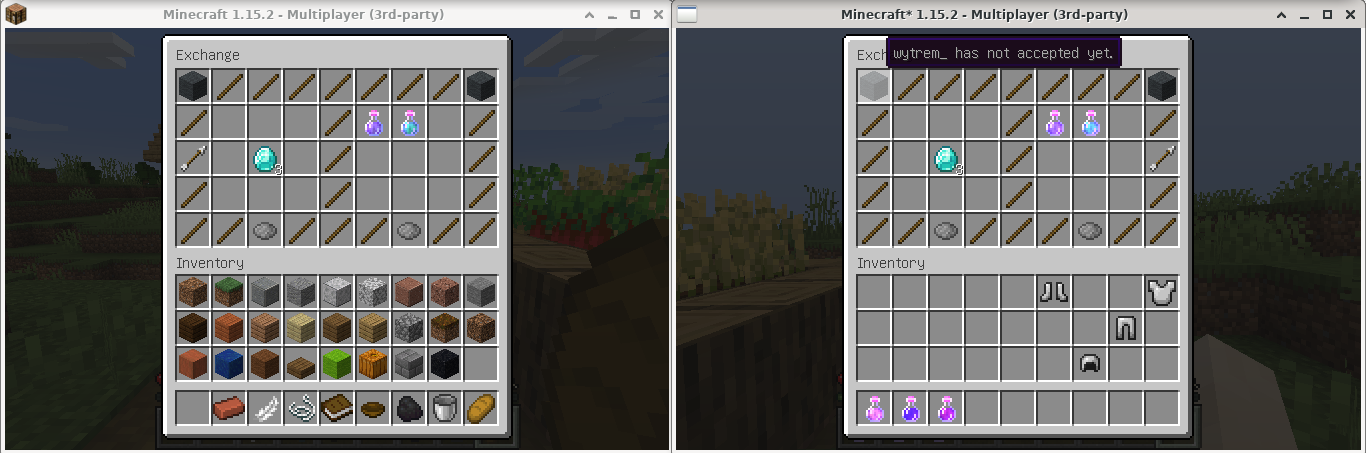 Minecraft 1.15.2 - Multiplayer (3rd-party)
Exchange
3
Inventory
Minecraft* 1.15.2 - Multiplayer (3rd-party)
Exch
wytrem_ has not accepted yet.
3
Inventory